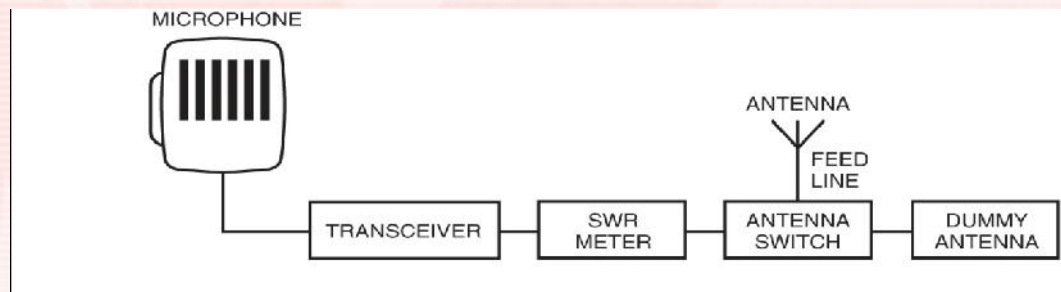 MICROPHONE
ANTENNA
FEED
LINE
TRANSCEIVER
SWR
METER
ANTENNA
SWITCH
DUMMY
ANTENNA